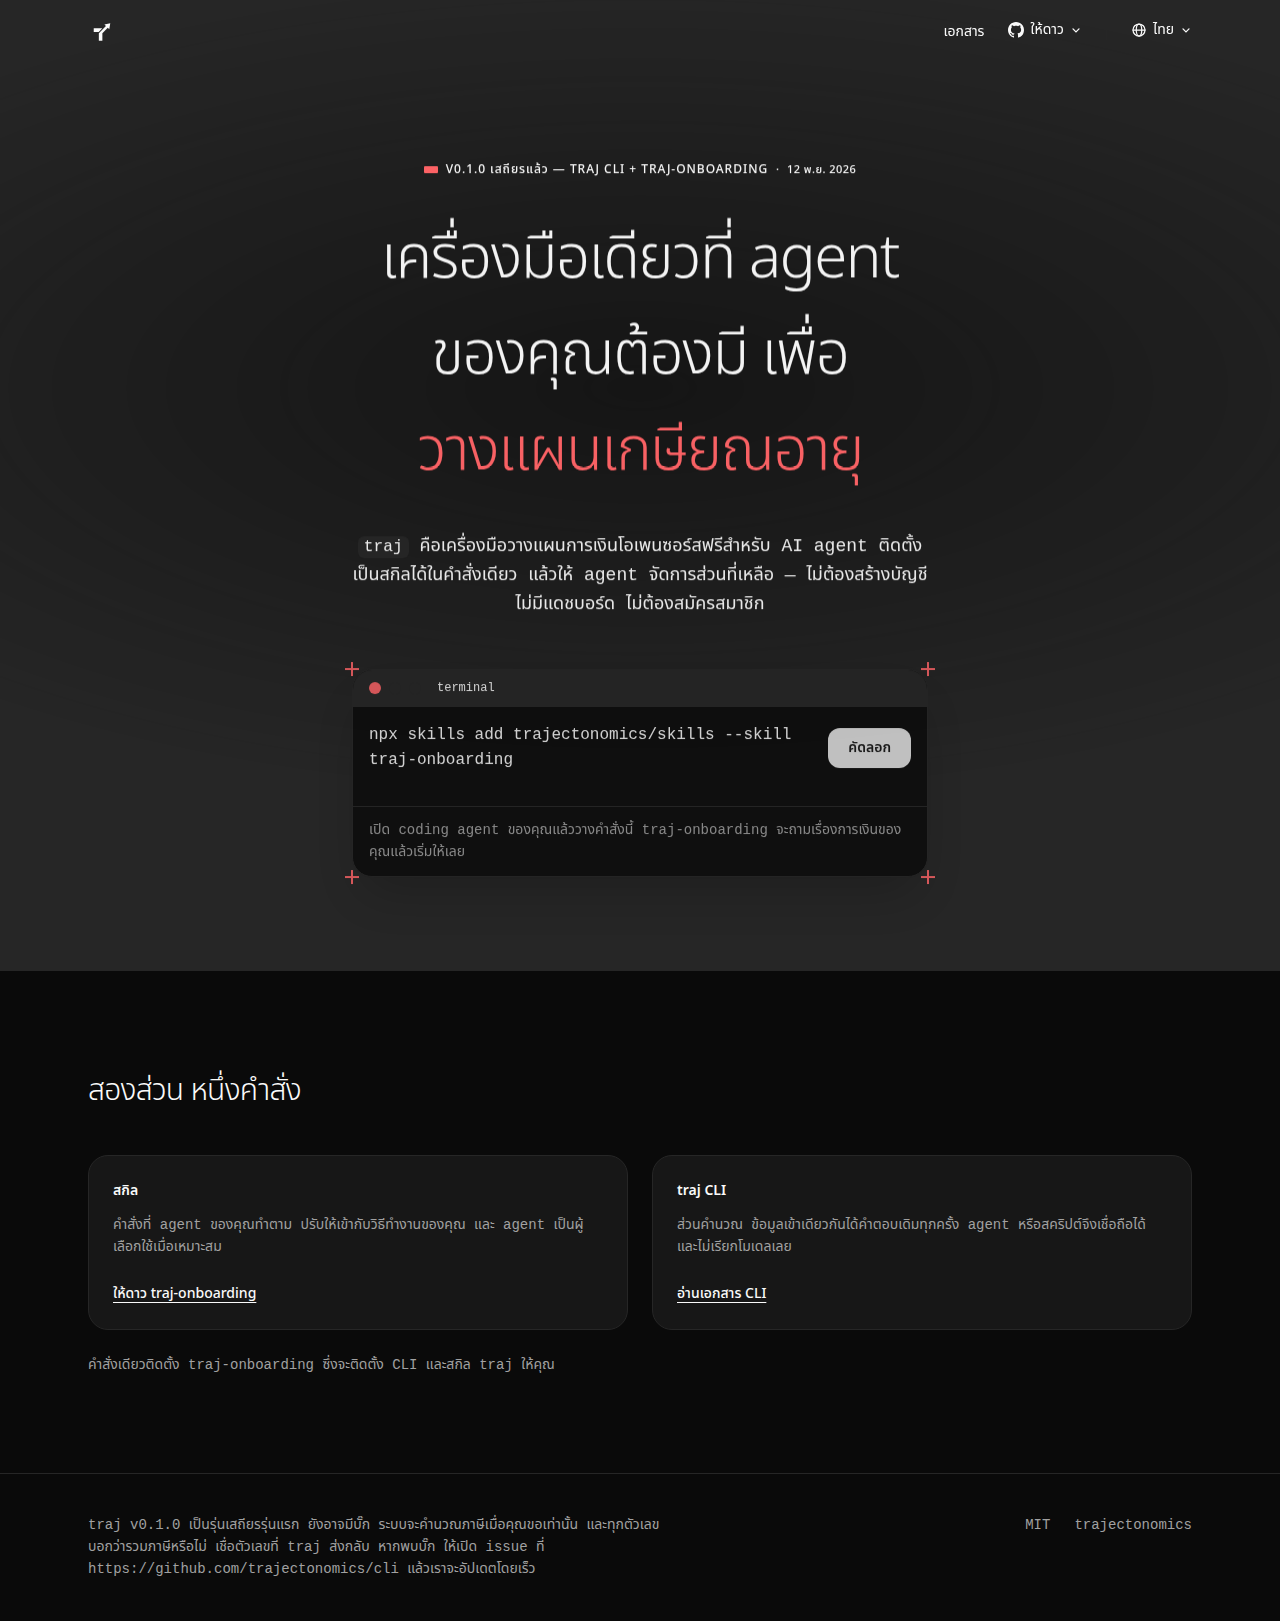 เอกสาร
ให้ดาว
ไทย
V0.1.0 เสถียรแล้ว — TRAJ CLI + TRAJ-ONBOARDING · 12 พ.ย. 2026
เครื่องมือเดียวที่ agent
ของคุณต้องมี เพื่อ
วางแผนเกษียณอายุ
traj คือเครื่องมือวางแผนการเงินโอเพนซอร์สฟรีสำหรับ AI agent ติดตั้ง
เป็นสกิลได้ในคำสั่งเดียว แล้วให้ agent จัดการส่วนที่เหลือ — ไม่ต้องสร้างบัญชี
ไม่มีแดชบอร์ด ไม่ต้องสมัครสมาชิก
terminal
npx skills add trajectonomics/skills --skill
traj-onboarding
คัดลอก
เปิด coding agent ของคุณแล้ววางคำสั่งนี้ traj-onboarding จะถามเรื่องการเงินของ
คุณแล้วเริ่มให้เลย
สองส่วน หนึ่งคำสั่ง
สกิล
คำสั่งที่ agent ของคุณทำตาม ปรับให้เข้ากับวิธีทำงานของคุณ และ agent เป็นผู้
เลือกใช้เมื่อเหมาะสม
ให้ดาว traj-onboarding
traj CLI
ส่วนคำนวณ ข้อมูลเข้าเดียวกันได้คำตอบเดิมทุกครั้ง agent หรือสคริปต์จึงเชื่อถือได้
และไม่เรียกโมเดลเลย
อ่านเอกสาร CLI
คำสั่งเดียวติดตั้ง traj-onboarding ซึ่งจะติดตั้ง CLI และสกิล traj ให้คุณ
traj v0.1.0 เป็นรุ่นเสถียรรุ่นแรก ยังอาจมีบั๊ก ระบบจะคำนวณภาษีเมื่อคุณขอเท่านั้น และทุกตัวเลข
บอกว่ารวมภาษีหรือไม่ เชื่อตัวเลขที่ traj ส่งกลับ หากพบบั๊ก ให้เปิด issue ที่
https://github.com/trajectonomics/cli แล้วเราจะอัปเดตโดยเร็ว
MIT trajectonomics